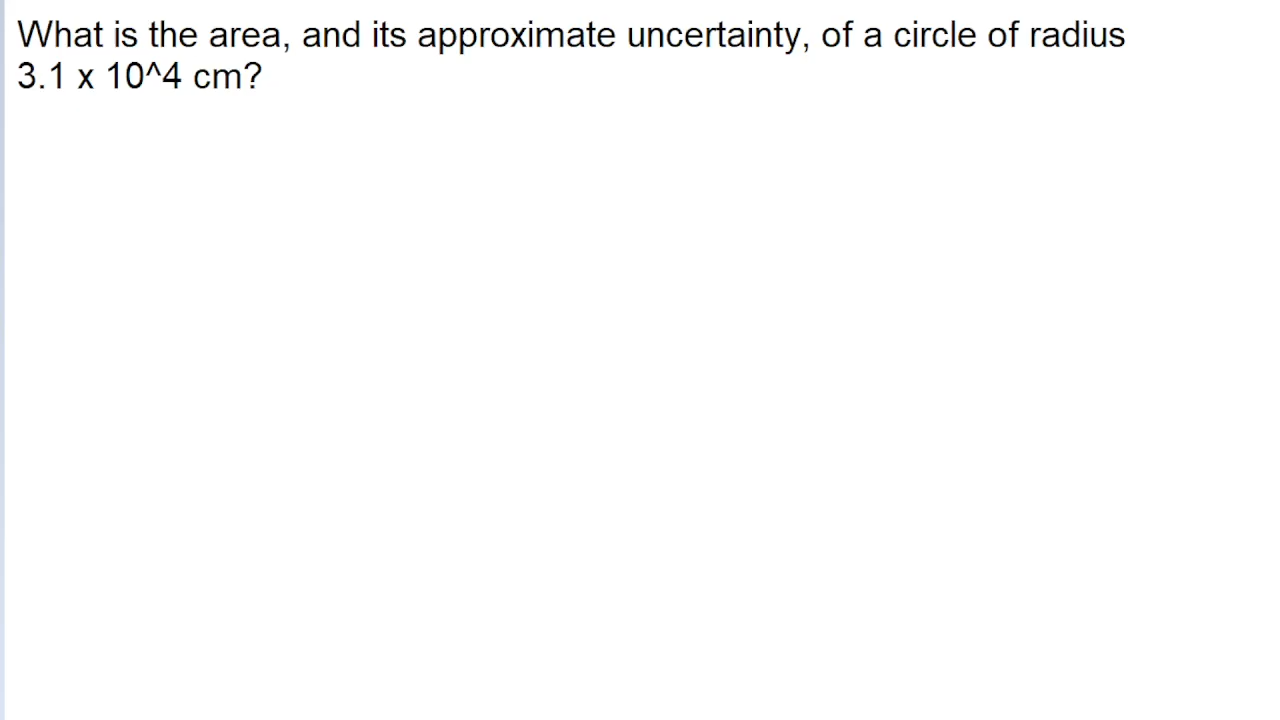 What is the area, and its approximate uncertainty, of a circle of radius
3.1 x 10^4 cm?